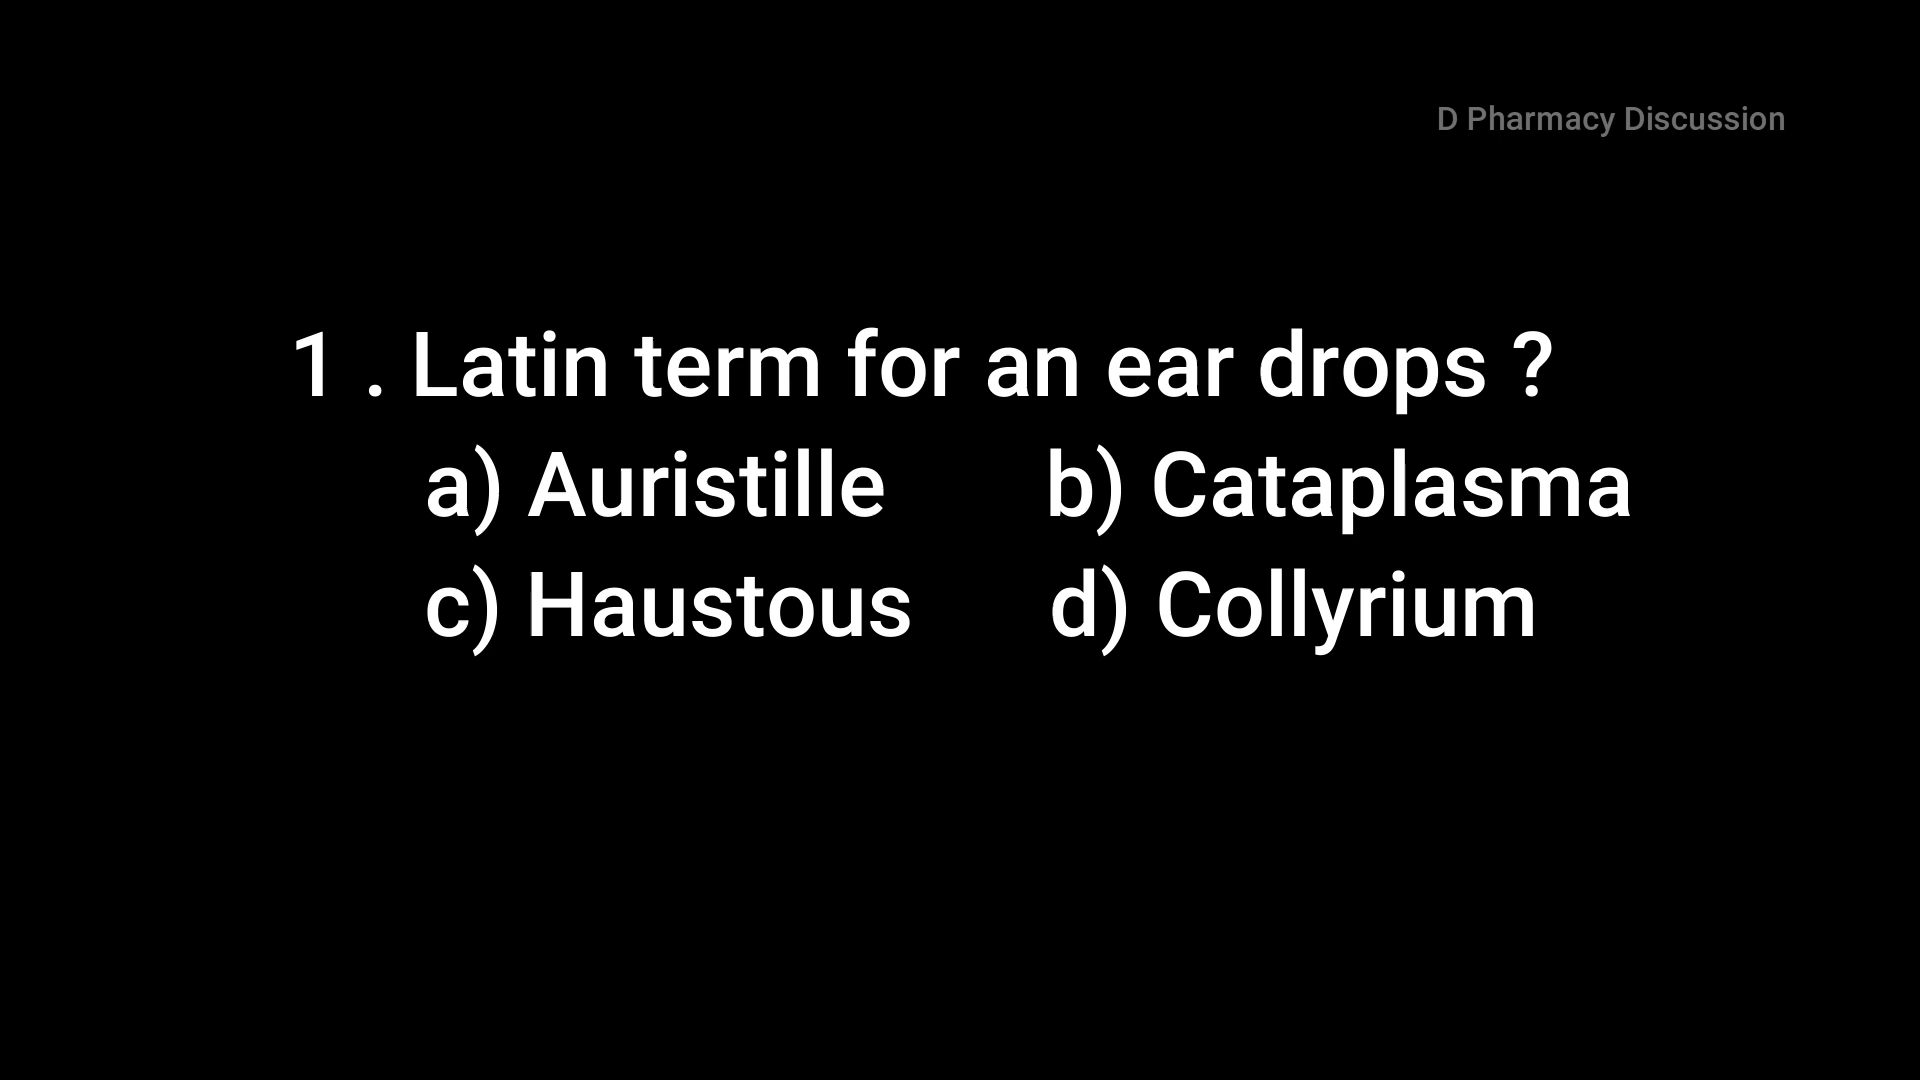 D Pharmacy Discussion
1 . Latin term for an ear drops ?
a) Auristille b) Cataplasma
c) Haustous d) Collyrium